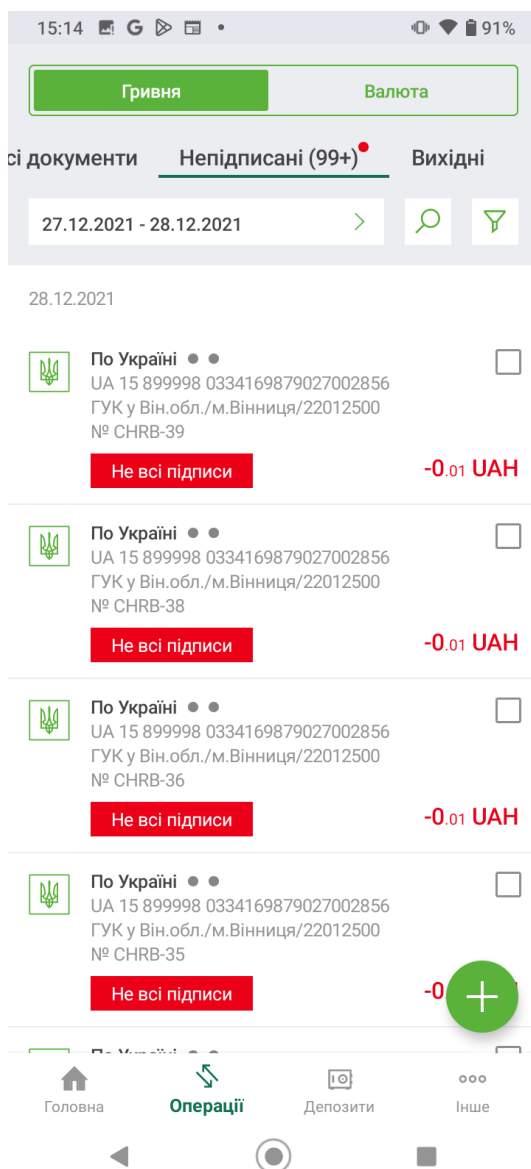 15:14 G 91%
Гривня Валюта
сі документи Непідписані (99+) Вихідні
27.12.2021 - 28.12.2021
28.12.2021
По Україні
UA 15 899998 0334169879027002856
ГУК у Він.обл./м.Вінниця/22012500
№ CHRB-39
Не всі підписи -0.01 UAH
По Україні
UA 15 899998 0334169879027002856
ГУК у Він.обл./м.Вінниця/22012500
№ CHRB-38
Не всі підписи -0.01 UAH
По Україні
UA 15 899998 0334169879027002856
ГУК у Він.обл./м.Вінниця/22012500
№ CHRB-36
Не всі підписи -0.01 UAH
По Україні
UA 15 899998 0334169879027002856
ГУК у Він.обл./м.Вінниця/22012500
№ CHRB-35
Не всі підписи -0.
Головна Операції Депозити Інше